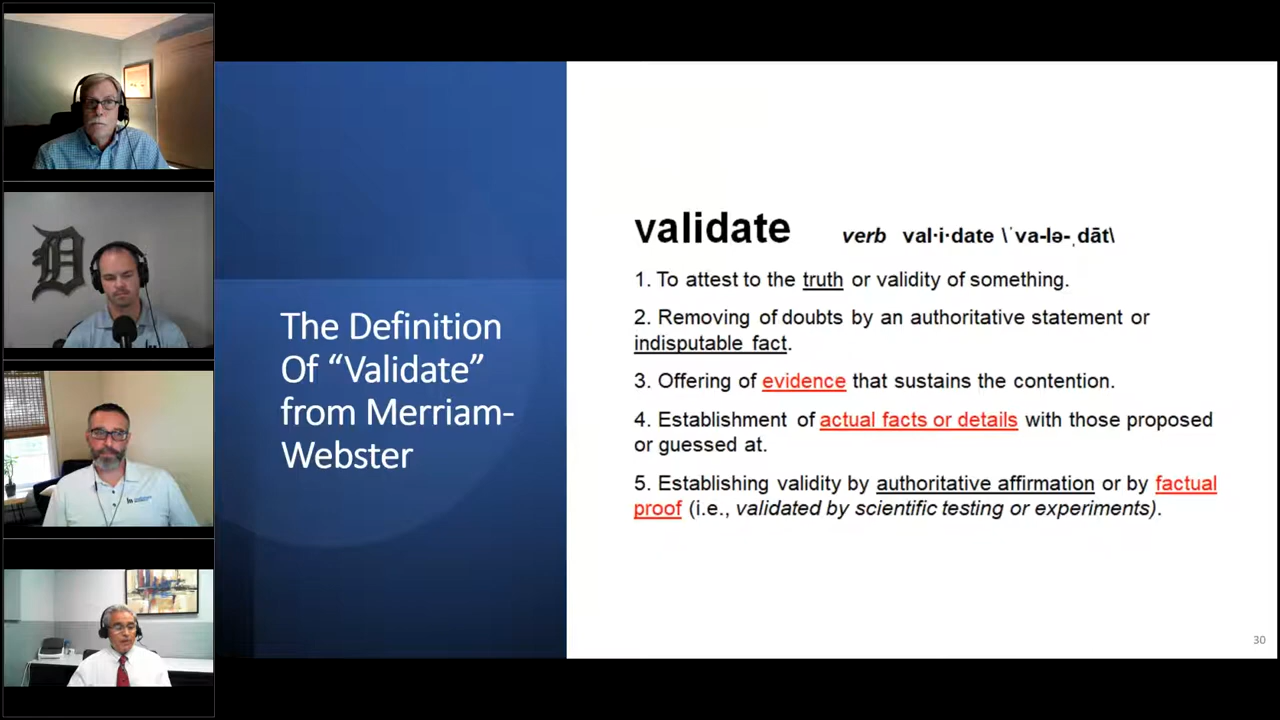 The Definition
Of “Validate”
from Merriam-
Webster
validate verb val·i·date \ˈva-lə-ˌdāt\
1. To attest to the truth or validity of something.
2. Removing of doubts by an authoritative statement or
indisputable fact.
3. Offering of evidence that sustains the contention.
4. Establishment of actual facts or details with those proposed
or guessed at.
5. Establishing validity by authoritative affirmation or by factual
proof (i.e., validated by scientific testing or experiments).
30